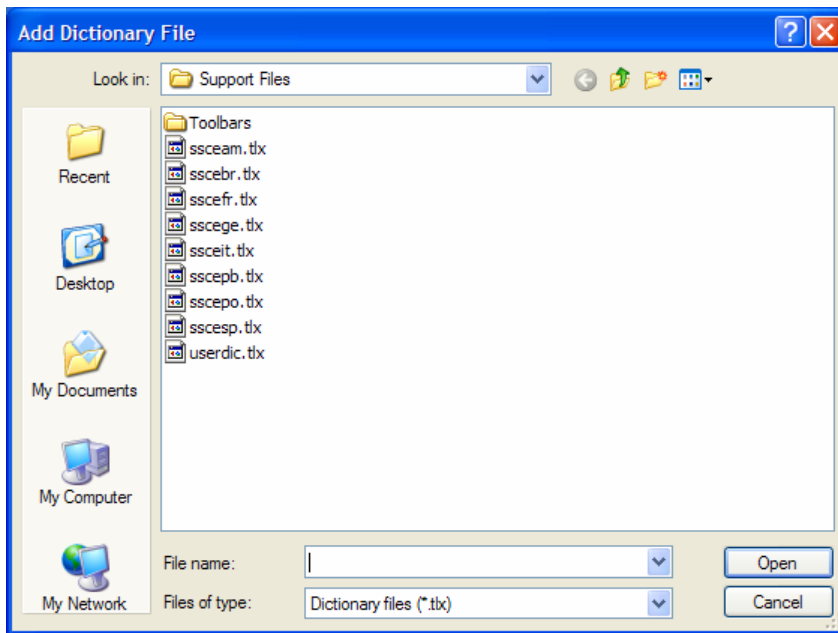 Add Dictionary File
Look in: Support Files
Toolbars
ssceam.tlx
Recent
sscebr.tlx
sscefr.tlx
sscege.tlx
ssceit.tlx
Desktop
sscepb.tlx
sscepo.tlx
sscesp.tlx
userdic.tlx
My Documents
My Computer
My Network
File name:
Open
Files of type: Dictionary files (*.tlx)
Cancel